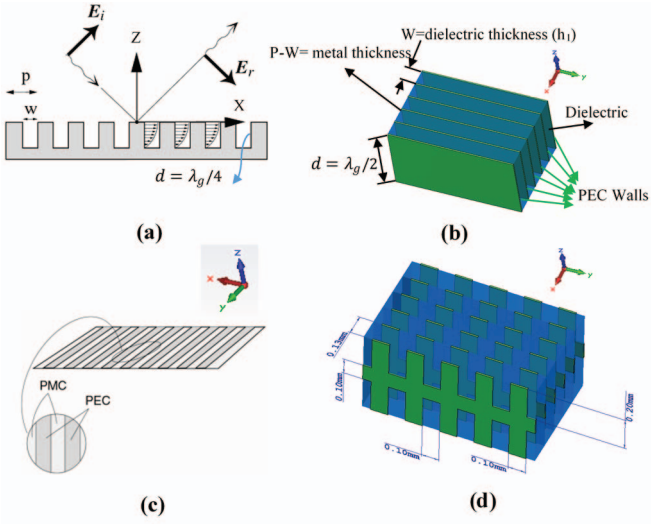 E_i
Z
E_r
p
w
X
d = λ_g/4
(a)
W=dielectric thickness (h₁)
P-W= metal thickness
Dielectric
d = λ_g/2
PEC Walls
x
y
z
(b)
z
x
y
PMC
PEC
(c)
z
x
y
0.13mm
0.10mm
0.20mm
0.10mm
0.10mm
(d)